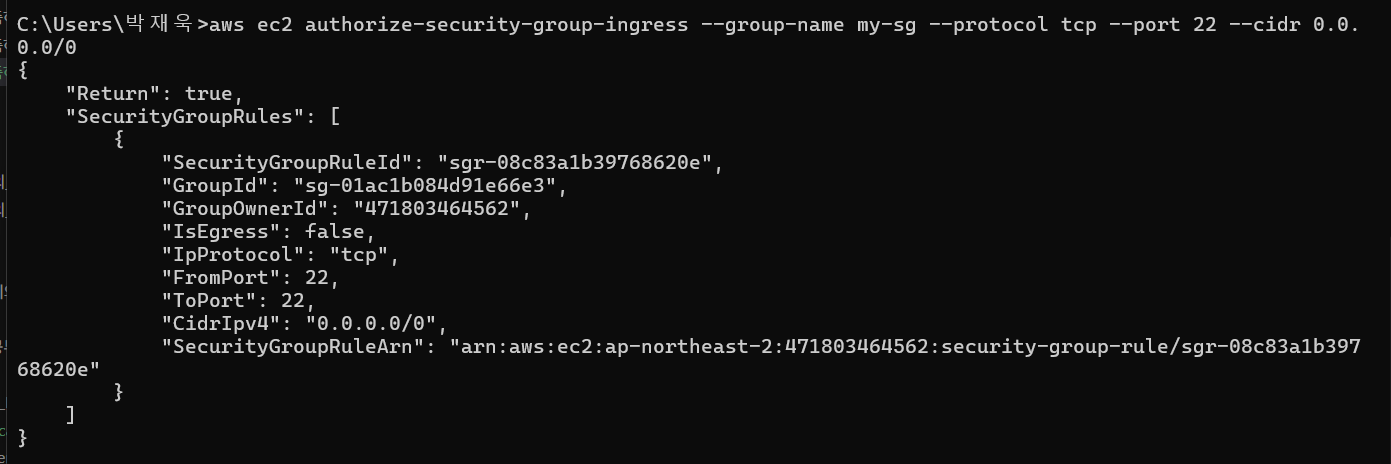 C:\Users\박재욱>aws ec2 authorize-security-group-ingress --group-name my-sg --protocol tcp --port 22 --cidr 0.0.
0.0/0
{
    "Return": true,
    "SecurityGroupRules": [
        {
            "SecurityGroupRuleId": "sgr-08c83a1b39768620e",
            "GroupId": "sg-01ac1b084d91e66e3",
            "GroupOwnerId": "471803464562",
            "IsEgress": false,
            "IpProtocol": "tcp",
            "FromPort": 22,
            "ToPort": 22,
            "CidrIpv4": "0.0.0.0/0",
            "SecurityGroupRuleArn": "arn:aws:ec2:ap-northeast-2:471803464562:security-group-rule/sgr-08c83a1b397
68620e"
        }
    ]
}